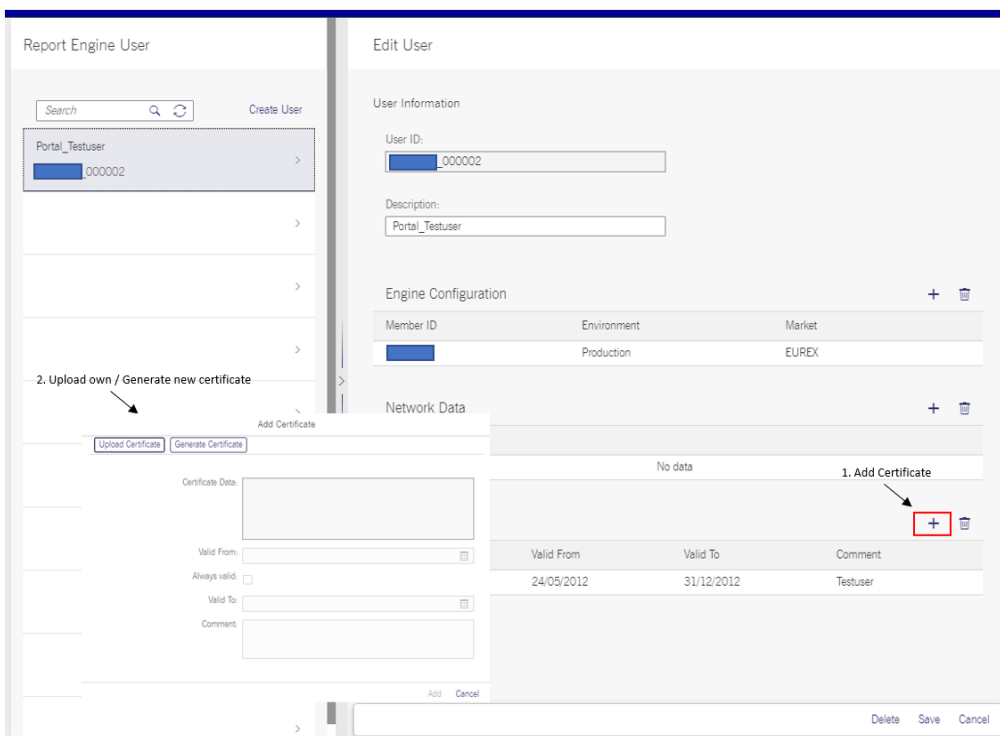 Report Engine User
Search
Create User
Portal_Testuser
_000002
Edit User
User Information
User ID:
_000002
Description:
Portal_Testuser
Engine Configuration
Member ID Environment Market
Production EUREX
Network Data
No data
1. Add Certificate
Valid From Valid To Comment
24/05/2012 31/12/2012 Testuser
2. Upload own / Generate new certificate
Add Certificate
Upload Certificate Generate Certificate
Certificate Data:
Valid From:
Always valid:
Valid To:
Comment:
Add Cancel
Delete Save Cancel